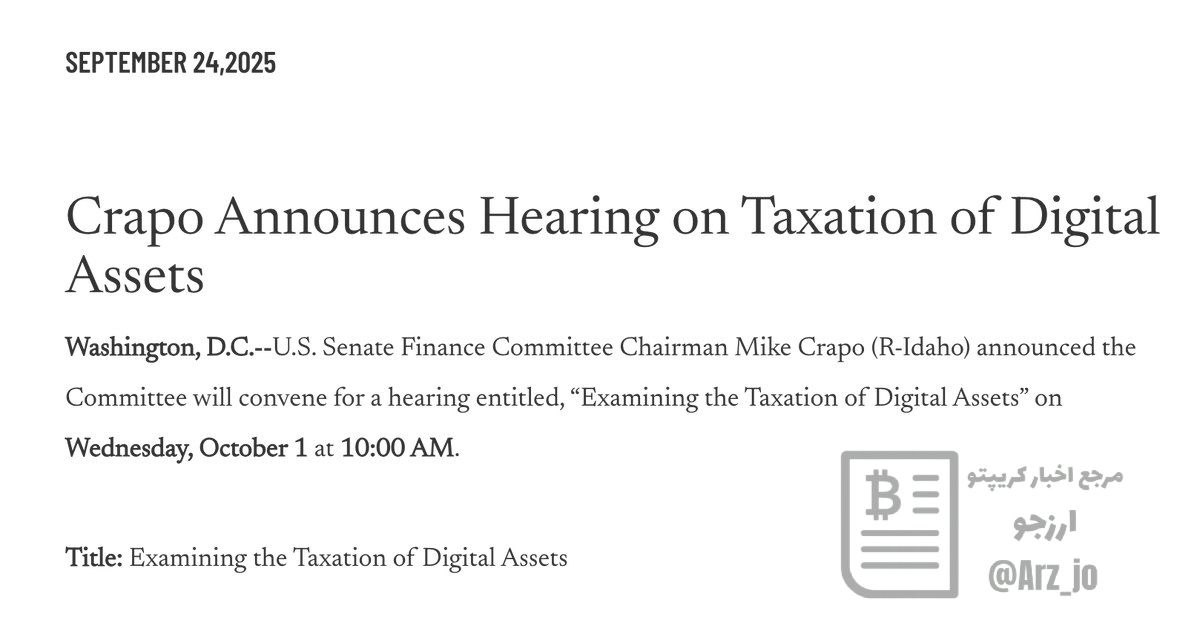 SEPTEMBER 24,2025
Crapo Announces Hearing on Taxation of Digital
Assets
Washington, D.C.--U.S. Senate Finance Committee Chairman Mike Crapo (R-Idaho) announced the
Committee will convene for a hearing entitled, “Examining the Taxation of Digital Assets” on
Wednesday, October 1 at 10:00 AM.
Title: Examining the Taxation of Digital Assets
مرجع اخبار کریپتو
ارزجو
@Arz_jo